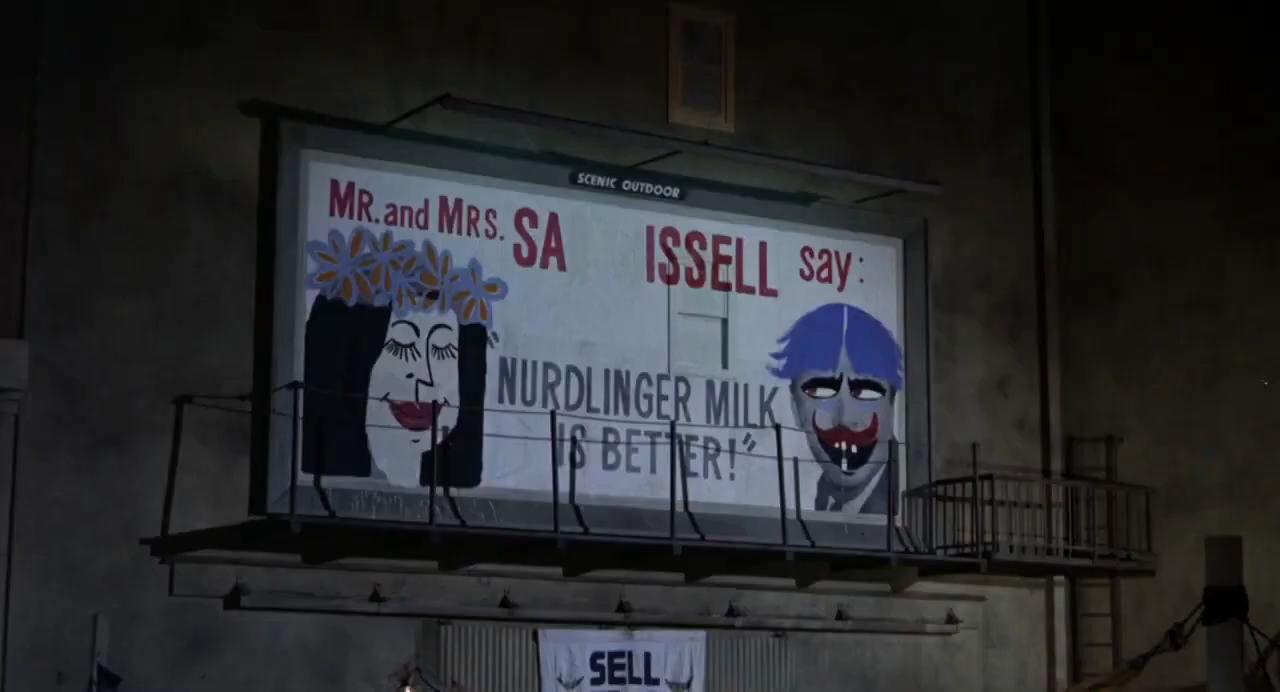 SCENIC OUTDOOR
MR. and MRS. SA ISSELL say:
"NURDLINGER MILK
IS BETTER!"
SELL